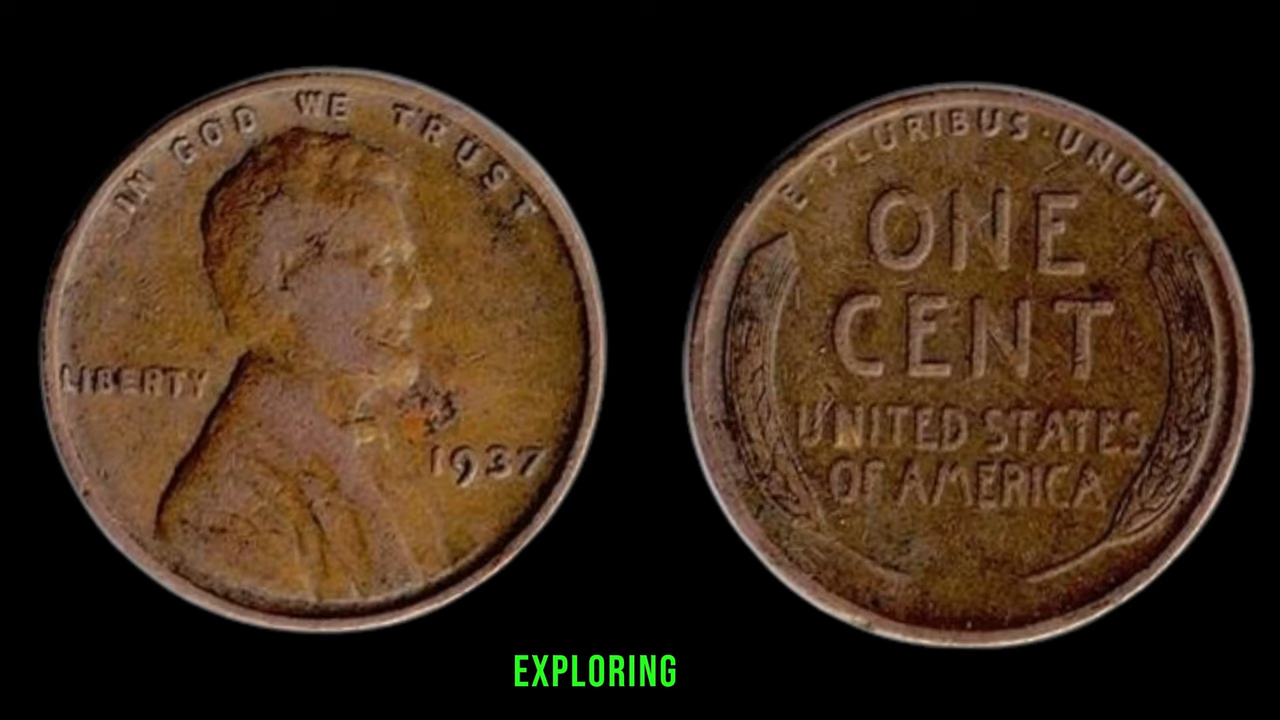 IN GOD WE TRUST
LIBERTY
1937
E·PLURIBUS·UNUM
ONE
CENT
UNITED STATES
OF AMERICA
EXPLORING